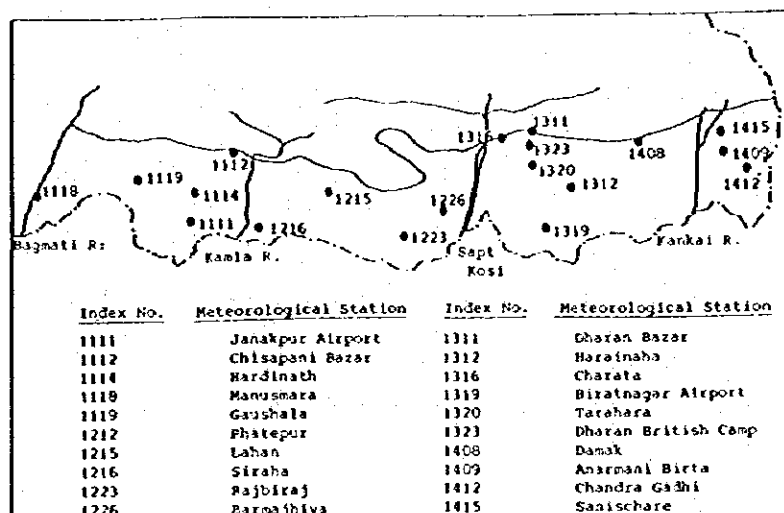 1311
1316
1323
1415
1112
1408
1409
1119
1320
1118
1114
1215
1312
1412
1226
1111
1216
1223
1319
Bagmati R:
Kamla R.
Sapt
Kosi
Kankai R.
Index No. Meteorological Station Index No. Meteorological Station
1111 Janakpur Airport 1311 Dharan Bazar
1112 Chisapani Bazar 1312 Harainaha
1114 Hardinath 1316 Charata
1118 Manusmara 1319 Biratnagar Airport
1119 Gaushala 1320 Tarahara
1212 Phatepur 1323 Dharan British Camp
1215 Lahan 1408 Damak
1216 Siraha 1409 Anarmani Birta
1223 Rajbiraj 1412 Chandra Gadhi
1226 Barmajhiya 1415 Sanischare